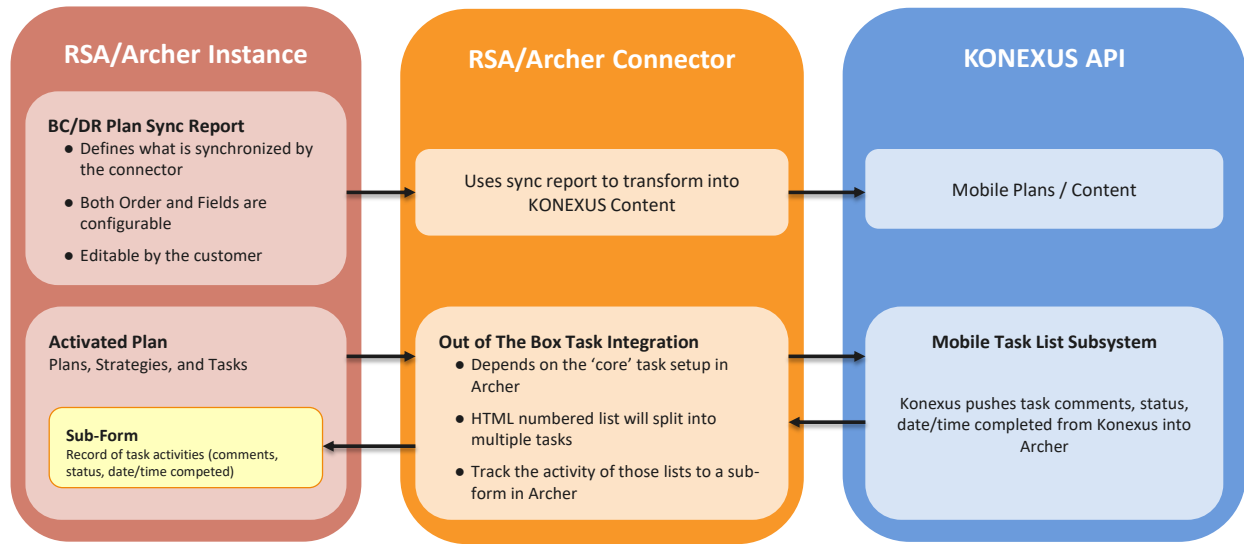 RSA/Archer Instance
BC/DR Plan Sync Report
● Defines what is synchronized by
the connector
● Both Order and Fields are
configurable
● Editable by the customer
Activated Plan
Plans, Strategies, and Tasks
Sub-Form
Record of task activities (comments,
status, date/time competed)
RSA/Archer Connector
Uses sync report to transform into
KONEXUS Content
Out of The Box Task Integration
● Depends on the ‘core’ task setup in
Archer
● HTML numbered list will split into
multiple tasks
● Track the activity of those lists to a sub-
form in Archer
KONEXUS API
Mobile Plans / Content
Mobile Task List Subsystem
Konexus pushes task comments, status,
date/time completed from Konexus into
Archer